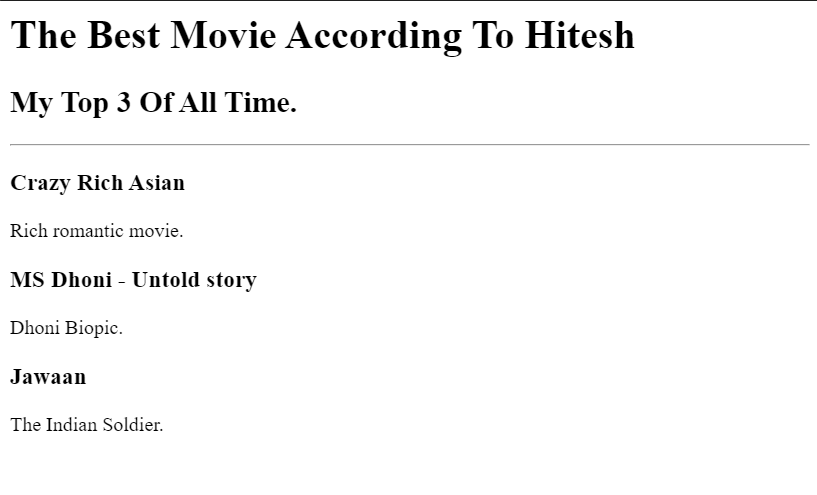 The Best Movie According To Hitesh
My Top 3 Of All Time.
Crazy Rich Asian
Rich romantic movie.
MS Dhoni - Untold story
Dhoni Biopic.
Jawaan
The Indian Soldier.